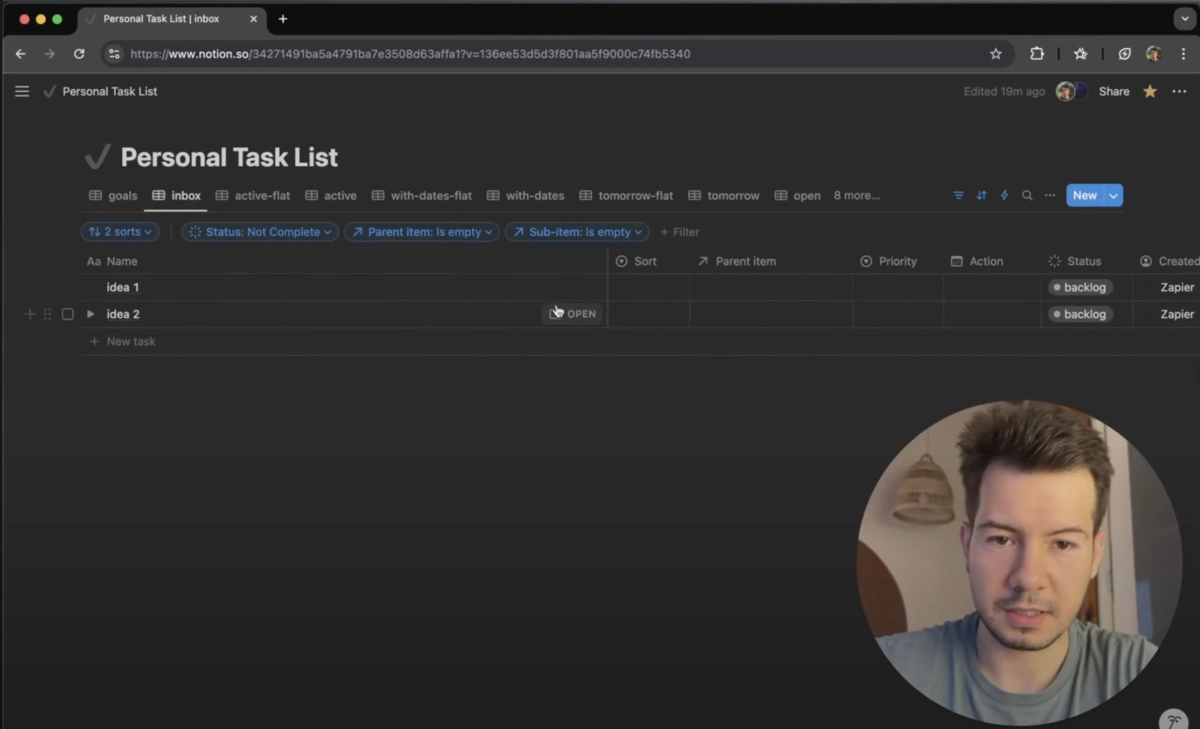 Personal Task List | inbox
https://www.notion.so/34271491ba5a4791ba7e3508d63affa1?v=136ee53d5d3f801aa5f9000c74fb5340
Personal Task List
Edited 19m ago
Share
Personal Task List
goals inbox active-flat active with-dates-flat with-dates tomorrow-flat tomorrow open 8 more...
New
2 sorts Status: Not Complete Parent item: Is empty Sub-item: Is empty + Filter
Aa Name Sort Parent item Priority Action Status Created
idea 1 backlog Zapier
idea 2 OPEN backlog Zapier
+ New task